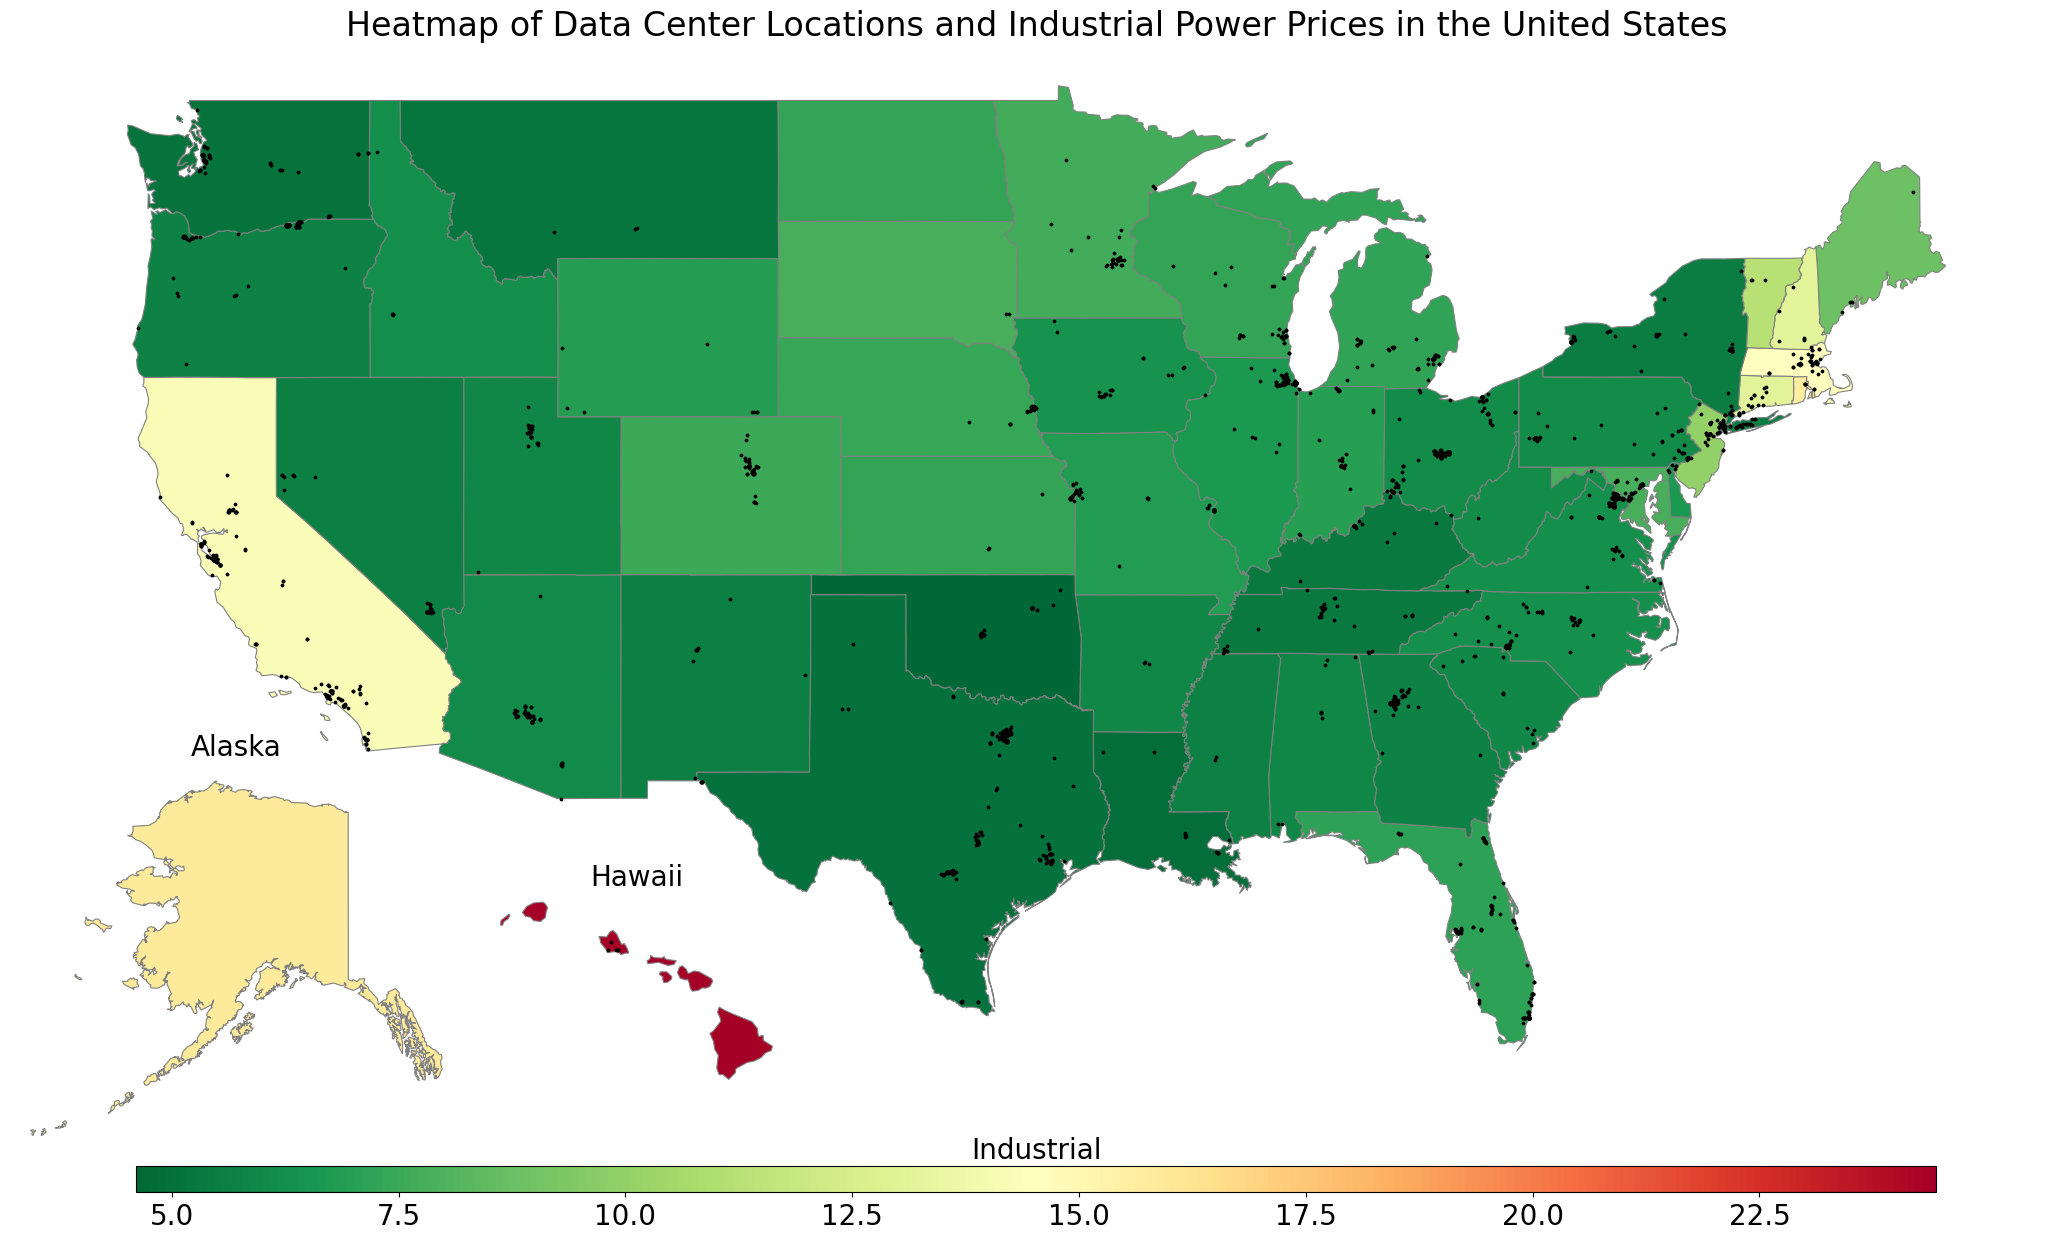 Heatmap of Data Center Locations and Industrial Power Prices in the United States
Alaska
Hawaii
Industrial
5.0 7.5 10.0 12.5 15.0 17.5 20.0 22.5